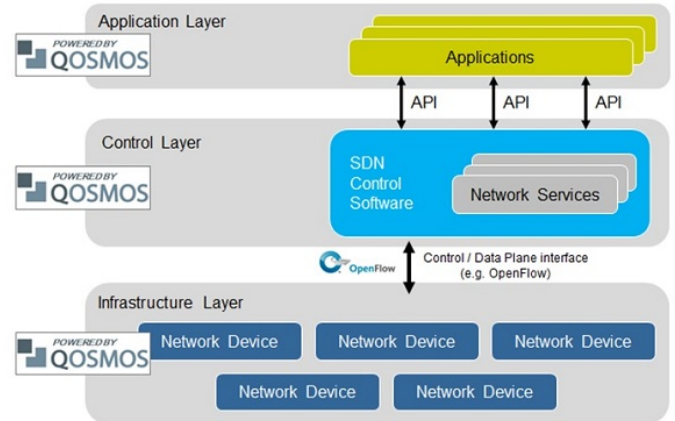 Application Layer
POWERED BY
QOSMOS
Applications
API
API
API
Control Layer
POWERED BY
QOSMOS
SDN
Control
Software
Network Services
OpenFlow
Control / Data Plane interface
(e.g. OpenFlow)
Infrastructure Layer
POWERED BY
QOSMOS
Network Device
Network Device
Network Device
Network Device
Network Device